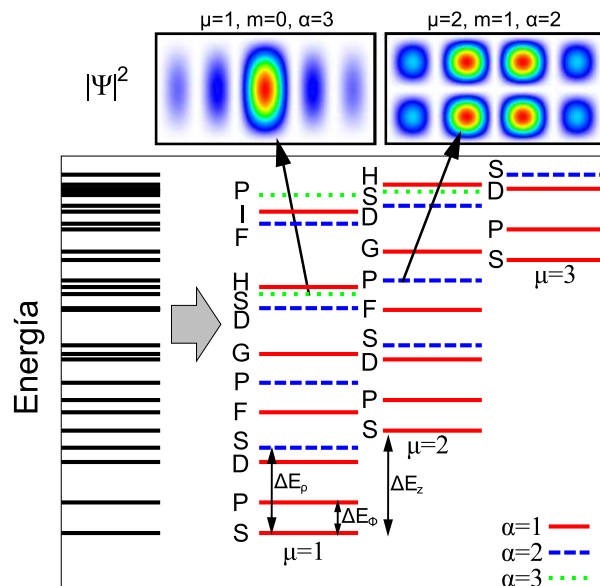 μ=1, m=0, α=3
μ=2, m=1, α=2
|Ψ|²
Energía
P
I
F
H
S
D
G
P
F
S
D
P
S
μ=1
ΔEρ
ΔEΦ
H
S
D
G
P
F
S
D
P
S
μ=2
ΔEz
S
D
P
S
μ=3
α=1
α=2
α=3